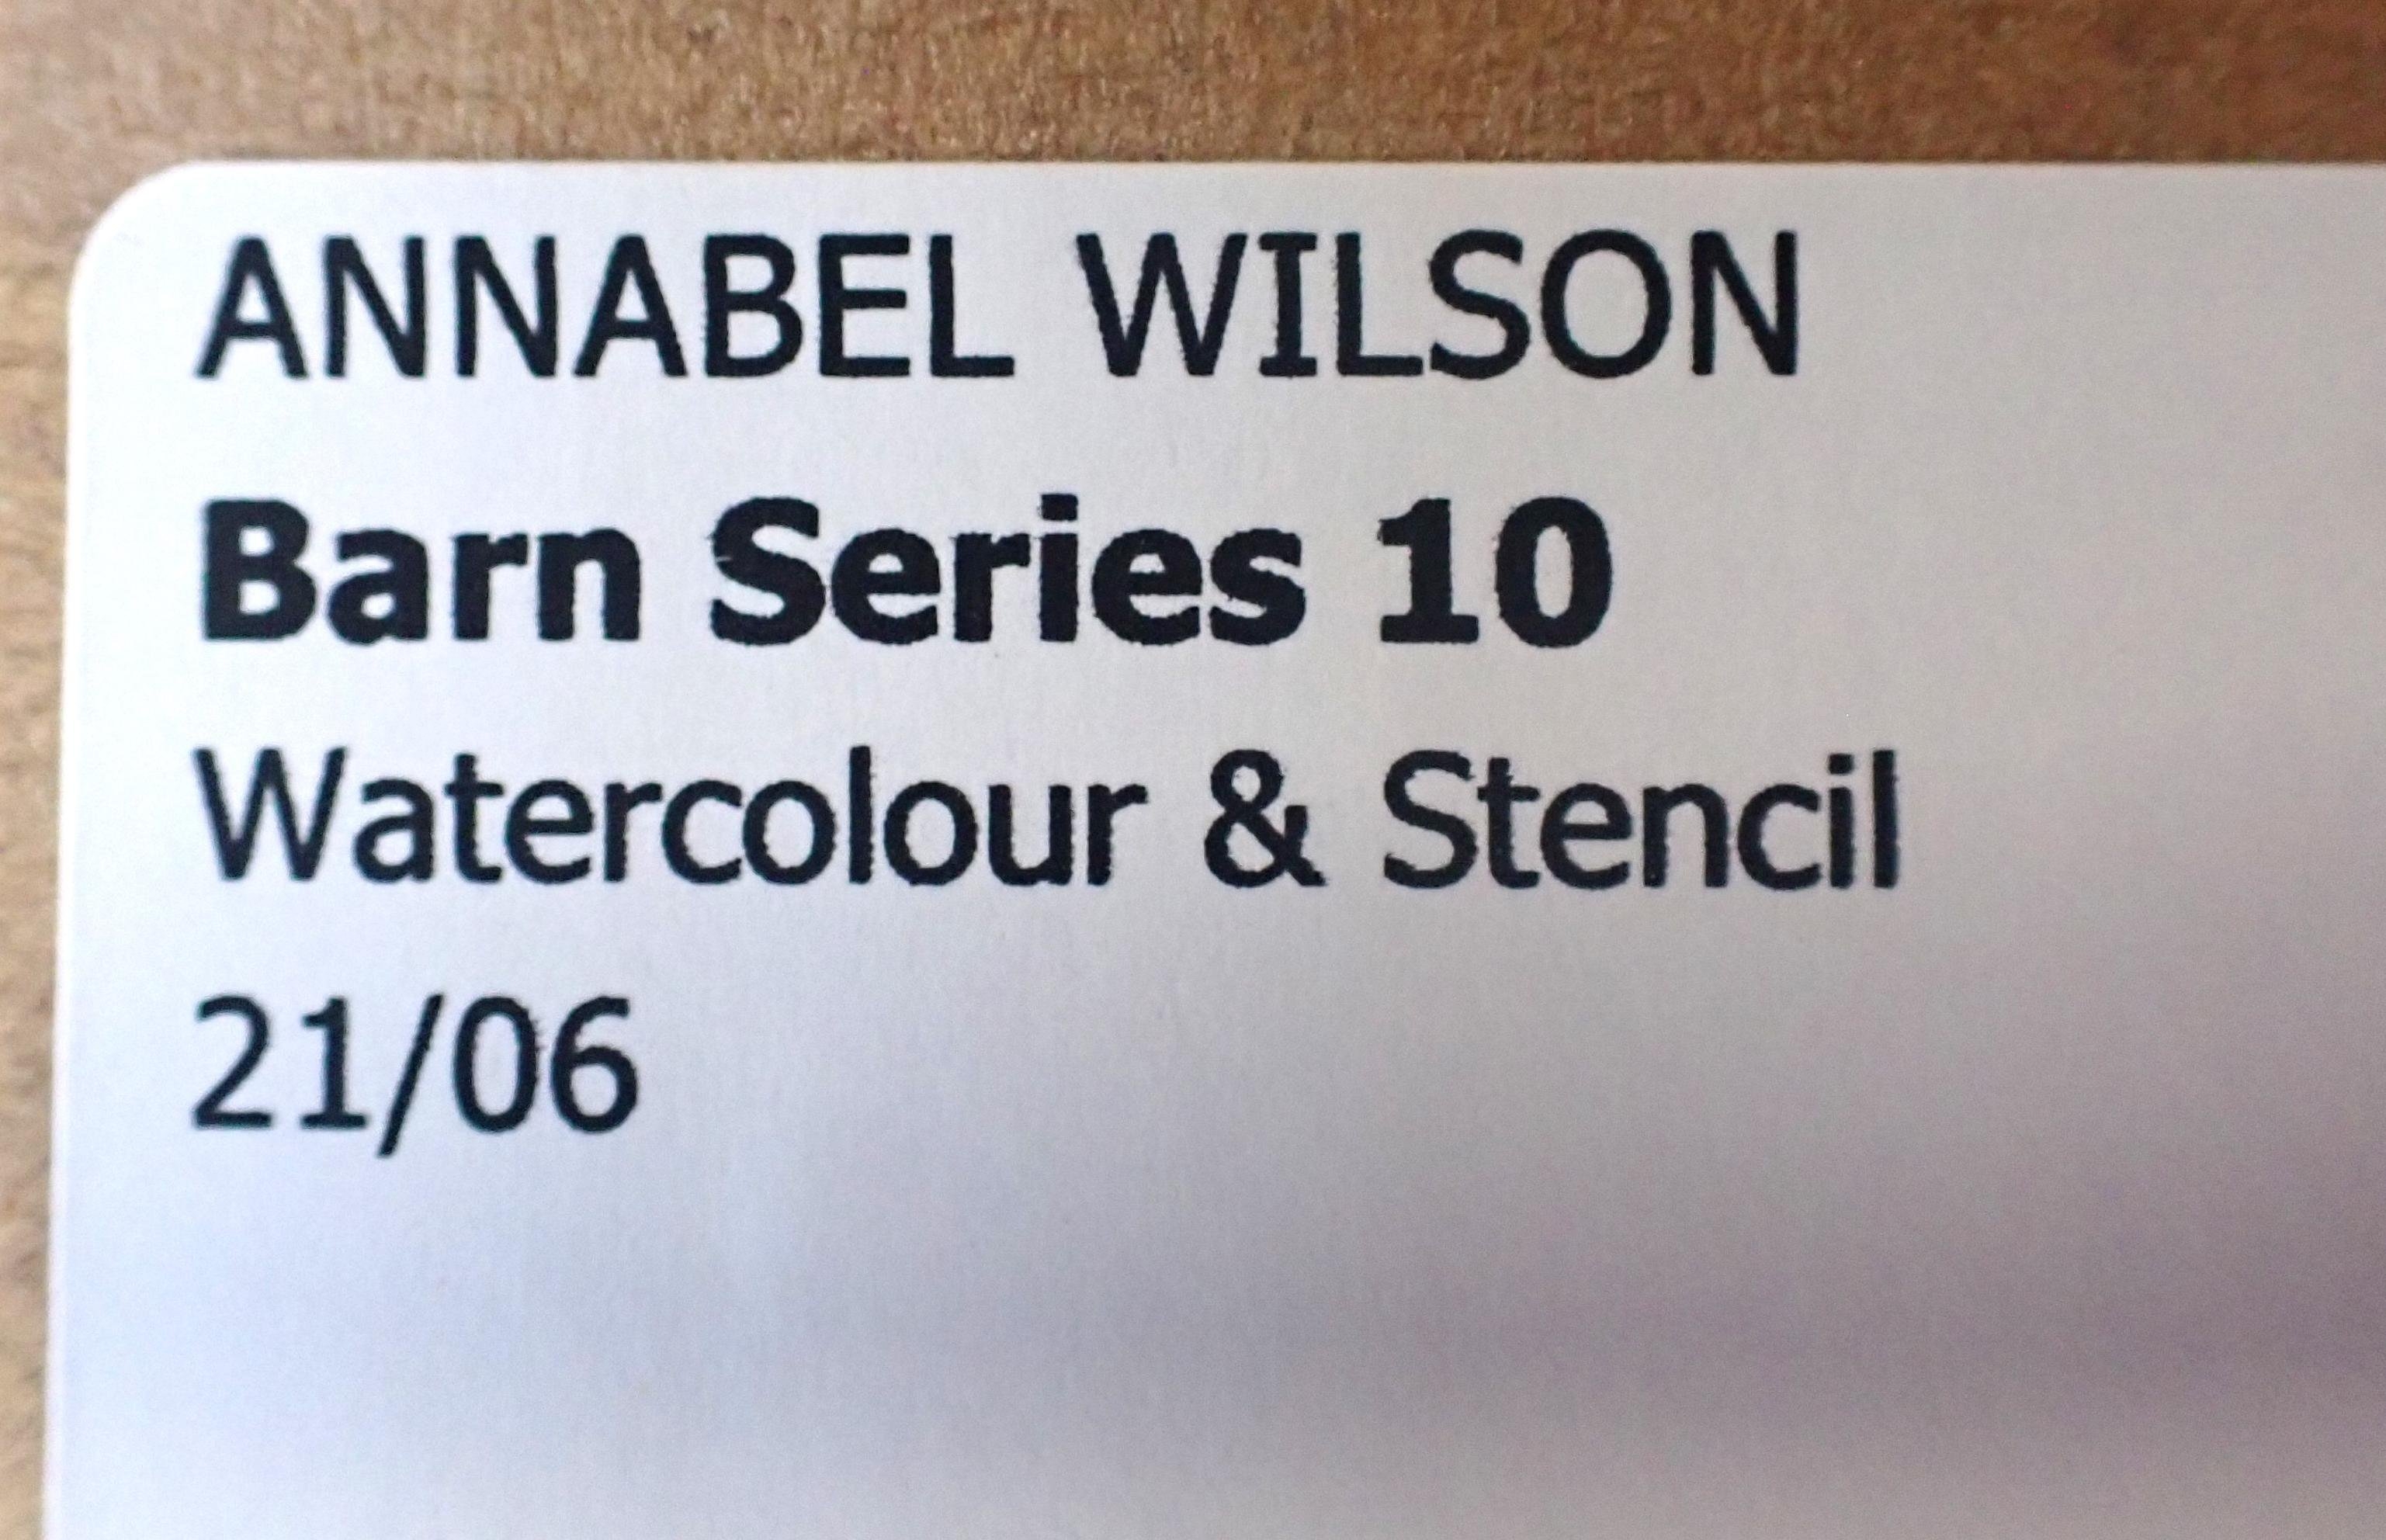 ANNABEL WILSON
Barn Series 10
Watercolour & Stencil
21/06